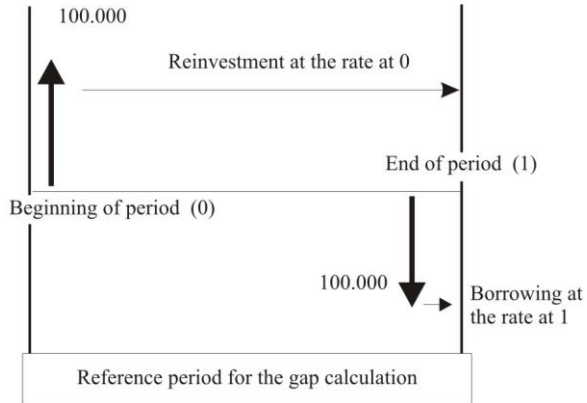 100.000
Reinvestment at the rate at 0
End of period (1)
Beginning of period (0)
100.000
Borrowing at
the rate at 1
Reference period for the gap calculation